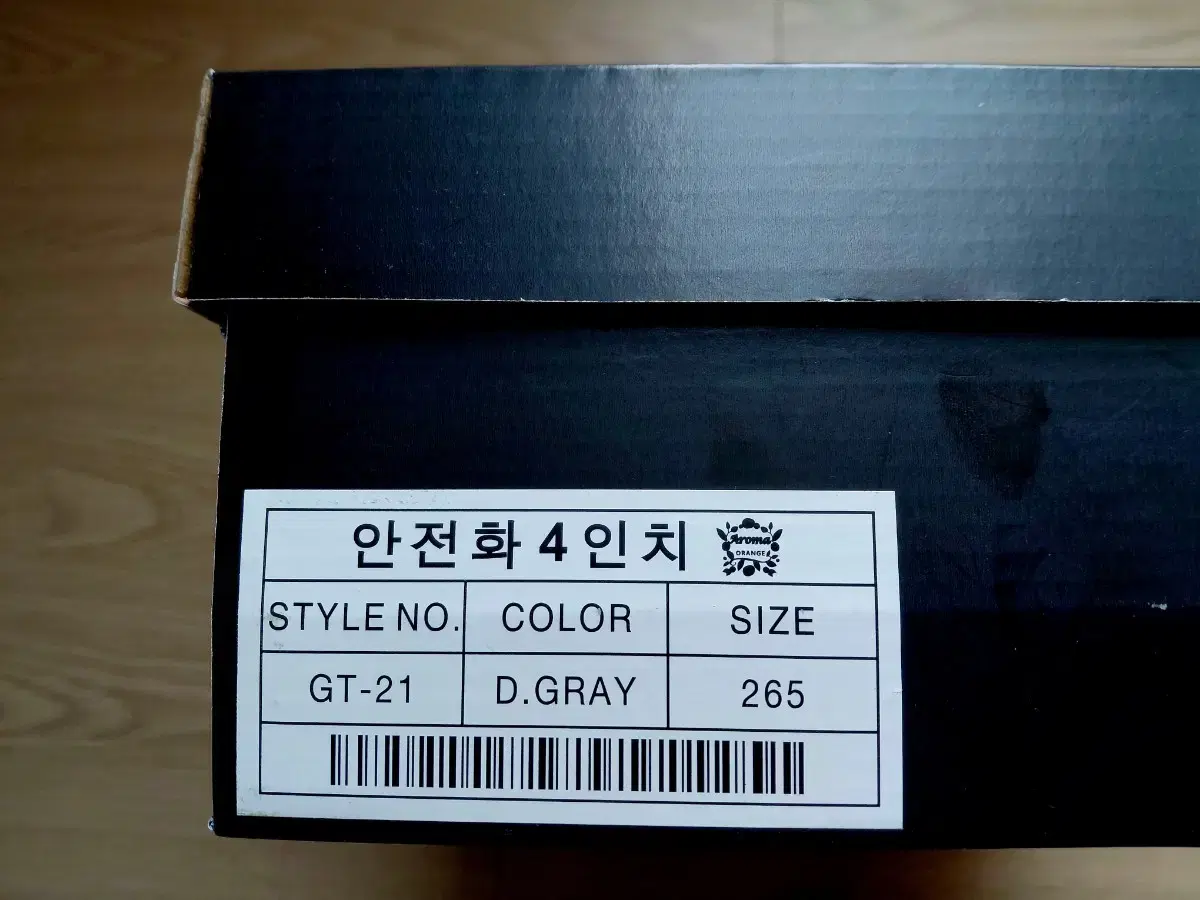 안전화 4 인치 Aroma ORANGE
STYLE NO. COLOR SIZE
GT-21 D.GRAY 265